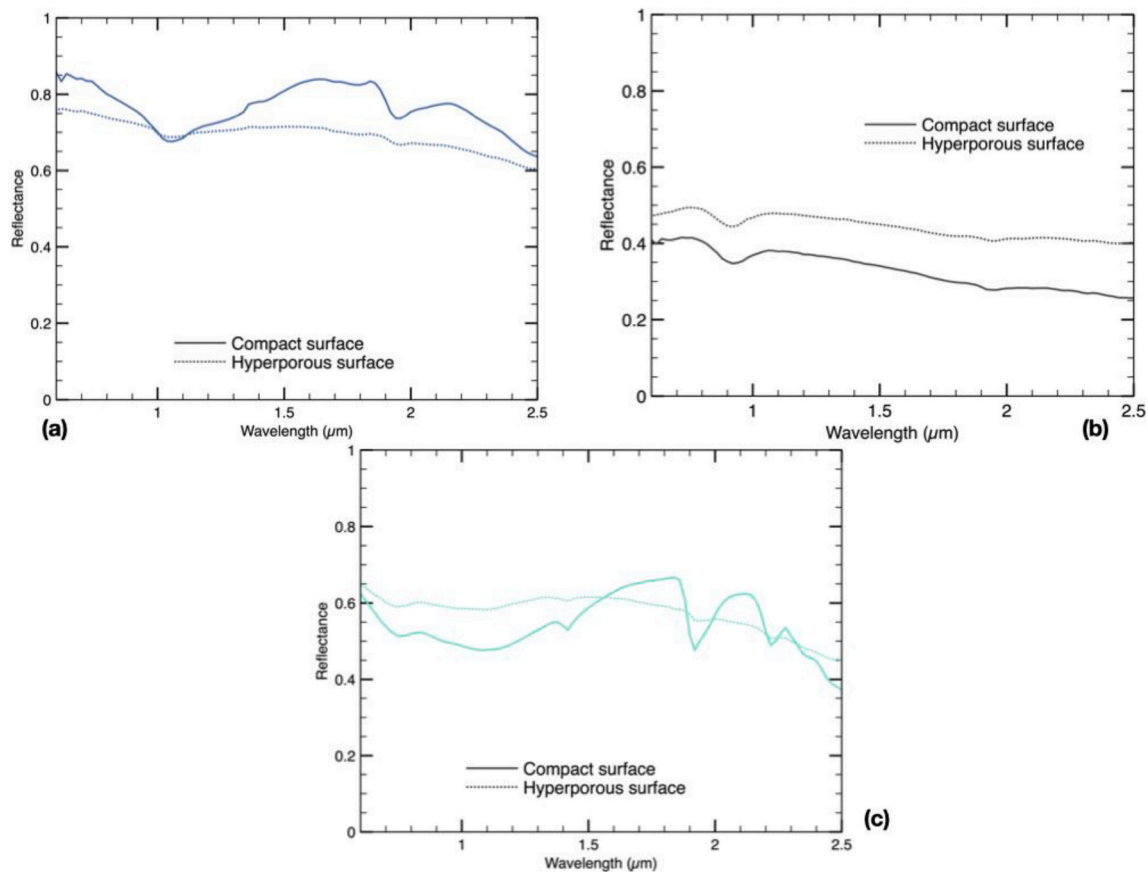 1
0.8
0.6
0.4
0.2
0
Reflectance
Compact surface
Hyperporous surface
1
1.5
2
2.5
Wavelength (µm)
(a)
1
0.8
0.6
0.4
0.2
0
Reflectance
Compact surface
Hyperporous surface
1
1.5
2
2.5
Wavelength (µm)
(b)
1
0.8
0.6
0.4
0.2
0
Reflectance
Compact surface
Hyperporous surface
1
1.5
2
2.5
Wavelength (µm)
(c)